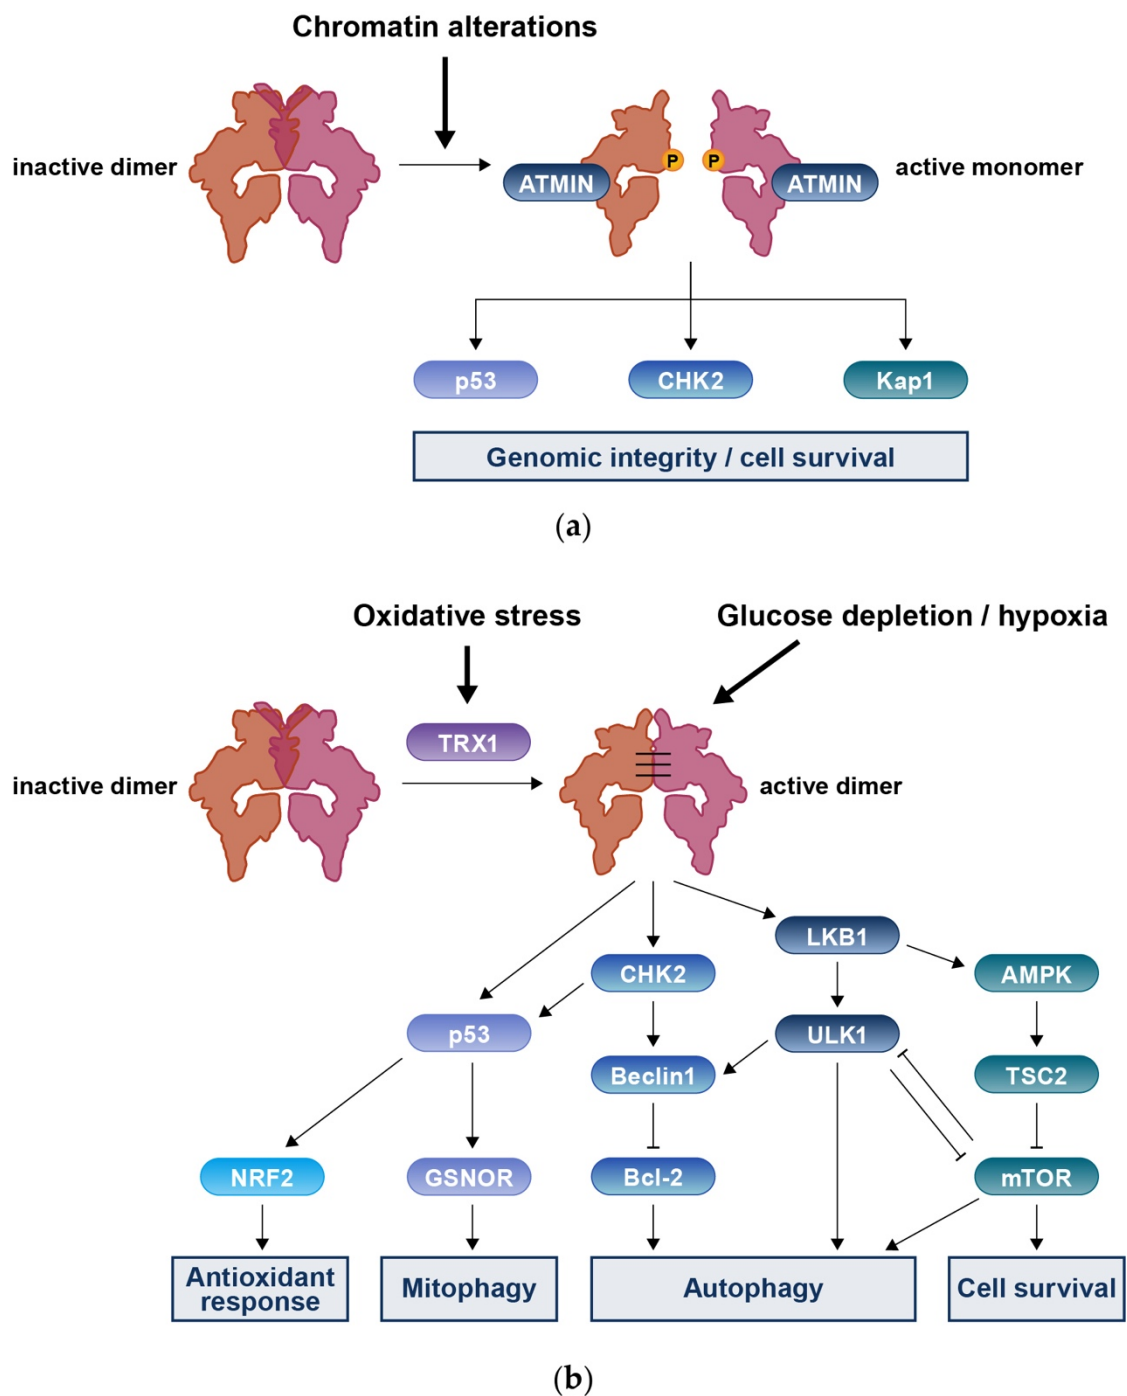 Chromatin alterations
inactive dimer
ATMIN
P
P
ATMIN
active monomer
p53
CHK2
Kap1
Genomic integrity / cell survival
(a)
Oxidative stress
Glucose depletion / hypoxia
TRX1
inactive dimer
active dimer
LKB1
CHK2
AMPK
p53
ULK1
Beclin1
TSC2
NRF2
GSNOR
Bcl-2
mTOR
Antioxidant
response
Mitophagy
Autophagy
Cell survival
(b)